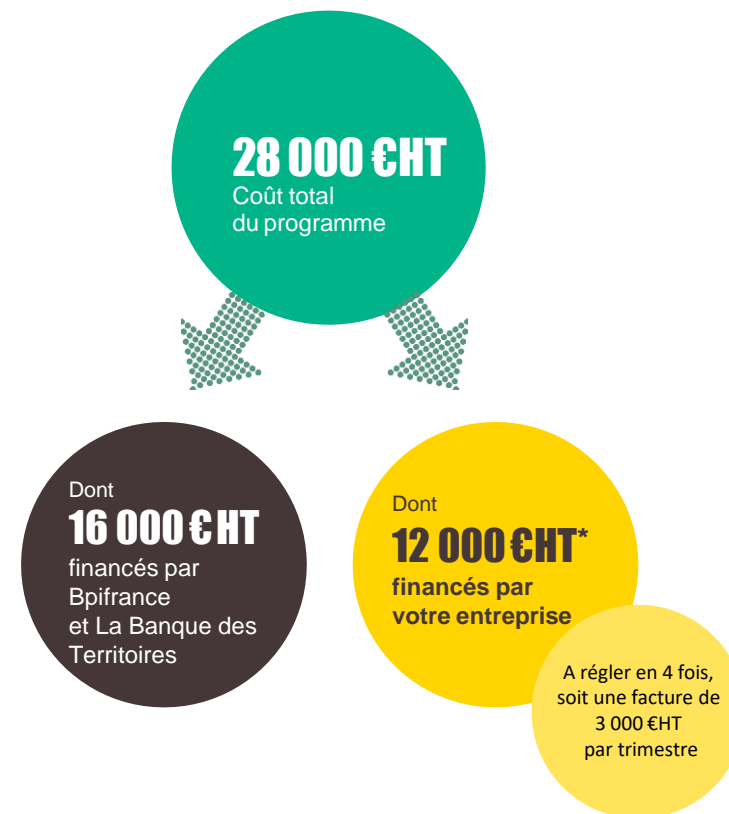 28 000 €HT
Coût total
du programme
Dont
16 000 € HT
financés par
Bpifrance
et La Banque des
Territoires
Dont
12 000 €HT*
financés par
votre entreprise
A régler en 4 fois,
soit une facture de
3 000 €HT
par trimestre